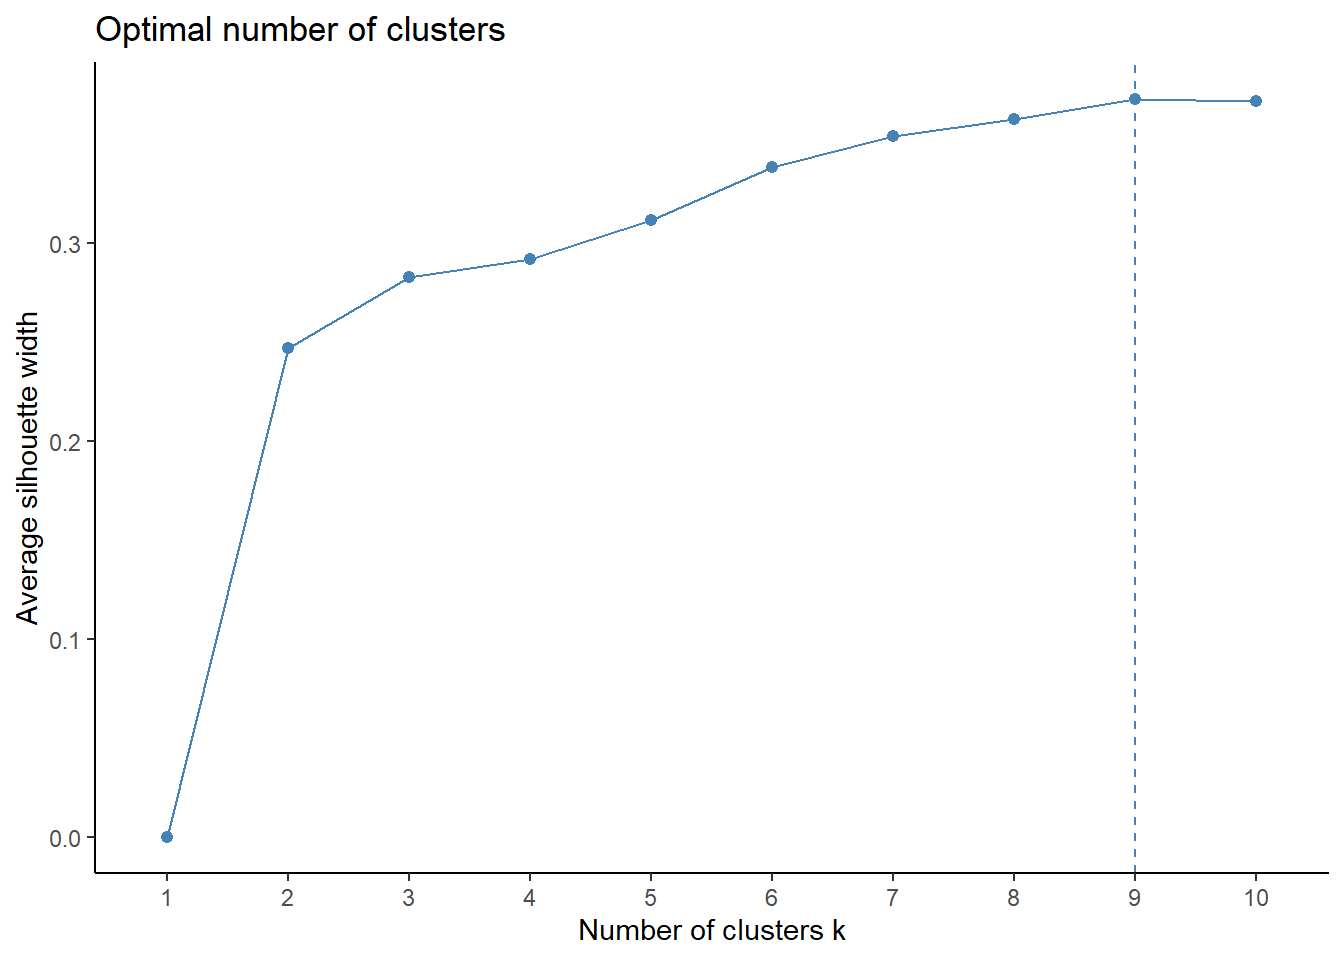 Optimal number of clusters
Average silhouette width
0.3
0.2
0.1
0.0
1 2 3 4 5 6 7 8 9 10
Number of clusters k